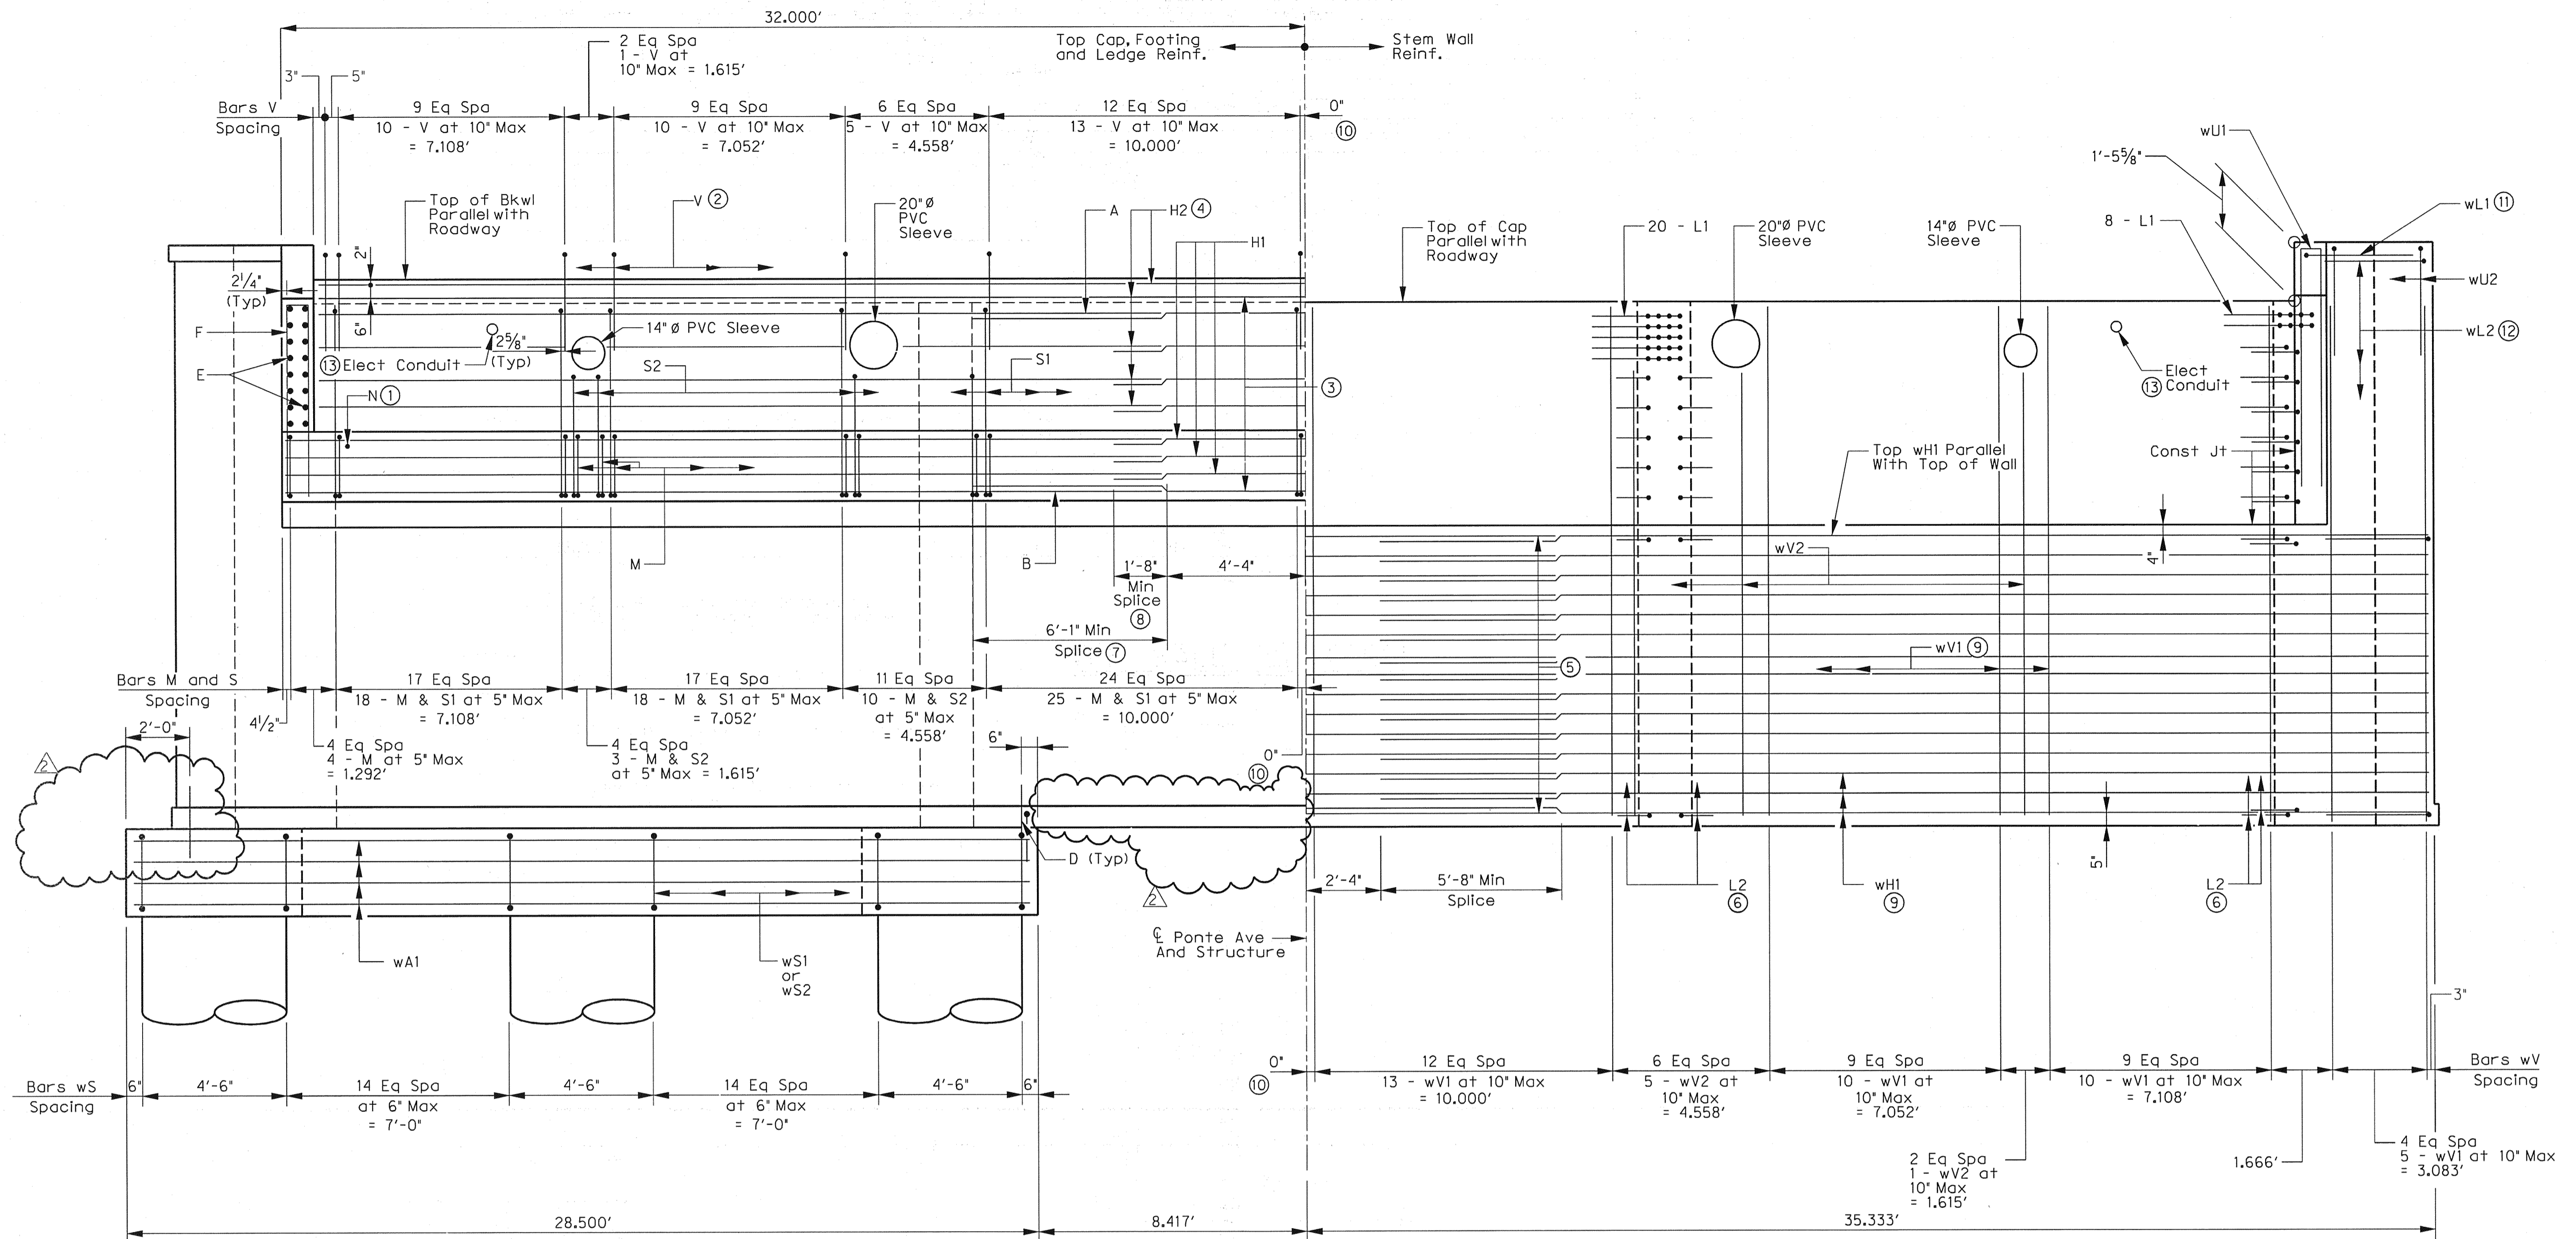 32.000'
Top Cap, Footing
and Ledge Reinf.
Stem Wall
Reinf.
2 Eq Spa
1 - V at
10" Max = 1.615'
3"
5"
Bars V
Spacing
9 Eq Spa
10 - V at 10" Max
= 7.108'
9 Eq Spa
10 - V at 10" Max
= 7.052'
6 Eq Spa
5 - V at 10" Max
= 4.558'
12 Eq Spa
13 - V at 10" Max
= 10.000'
0"
10
wU1
1'-5⅝"
Top of Bkwl
Parallel with
Roadway
V 2
20"Ø
PVC
Sleeve
A
H2 4
H1
Top of Cap
Parallel with
Roadway
20 - L1
20"Ø PVC
Sleeve
14"Ø PVC
Sleeve
8 - L1
wL1 11
wU2
wL2 12
2"
6"
2¼"
(Typ)
F
E
N 1
13 Elect Conduit
2⅝"
(Typ)
14"Ø PVC Sleeve
S2
S1
3
Elect
13 Conduit
Const Jt
Top wH1 Parallel
With Top of Wall
4"
M
B
1'-8"
Min
Splice
8
4'-4"
6'-1" Min
Splice 7
wV2
wV1 9
5
Bars M and S
Spacing
4½"
17 Eq Spa
18 - M & S1 at 5" Max
= 7.108'
17 Eq Spa
18 - M & S1 at 5" Max
= 7.052'
11 Eq Spa
10 - M & S2
at 5" Max
= 4.558'
24 Eq Spa
25 - M & S1 at 5" Max
= 10.000'
4 Eq Spa
4 - M at 5" Max
= 1.292'
4 Eq Spa
3 - M & S2
at 5" Max = 1.615'
2'-0"
6"
0"
10
2
2
D (Typ)
wA1
wS1
or
wS2
2'-4"
5'-8" Min
Splice
L2
6
wH1
9
5"
L2
6
℄ Ponte Ave
And Structure
3"
Bars wS
Spacing
6"
4'-6"
14 Eq Spa
at 6" Max
= 7'-0"
4'-6"
14 Eq Spa
at 6" Max
= 7'-0"
4'-6"
6"
0"
10
12 Eq Spa
13 - wV1 at 10" Max
= 10.000'
6 Eq Spa
5 - wV2 at
10" Max
= 4.558'
9 Eq Spa
10 - wV1 at
10" Max
= 7.052'
9 Eq Spa
10 - wV1 at 10" Max
= 7.108'
Bars wV
Spacing
2 Eq Spa
1 - wV2 at
10" Max
= 1.615'
1.666'
4 Eq Spa
5 - wV1 at 10" Max
= 3.083'
28.500'
8.417'
35.333'